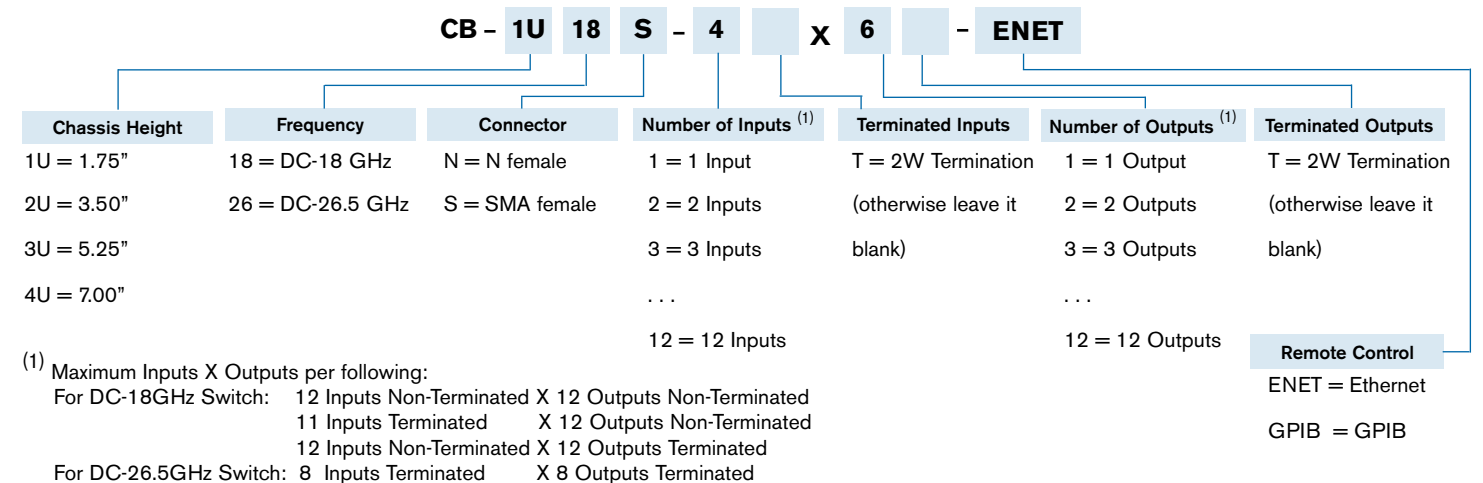 CB – 1U 18 S – 4 X 6 – ENET
Chassis Height Frequency Connector Number of Inputs (1) Terminated Inputs Number of Outputs (1) Terminated Outputs
1U = 1.75” 18 = DC-18 GHz N = N female 1 = 1 Input T = 2W Termination 1 = 1 Output T = 2W Termination
2U = 3.50” 26 = DC-26.5 GHz S = SMA female 2 = 2 Inputs (otherwise leave it 2 = 2 Outputs (otherwise leave it
3U = 5.25” 3 = 3 Inputs blank) 3 = 3 Outputs blank)
4U = 7.00” . . . . . .
12 = 12 Inputs 12 = 12 Outputs
Remote Control
ENET = Ethernet
GPIB = GPIB
(1) Maximum Inputs X Outputs per following:
For DC-18GHz Switch: 12 Inputs Non-Terminated X 12 Outputs Non-Terminated
11 Inputs Terminated X 12 Outputs Non-Terminated
12 Inputs Non-Terminated X 12 Outputs Terminated
For DC-26.5GHz Switch: 8 Inputs Terminated X 8 Outputs Terminated